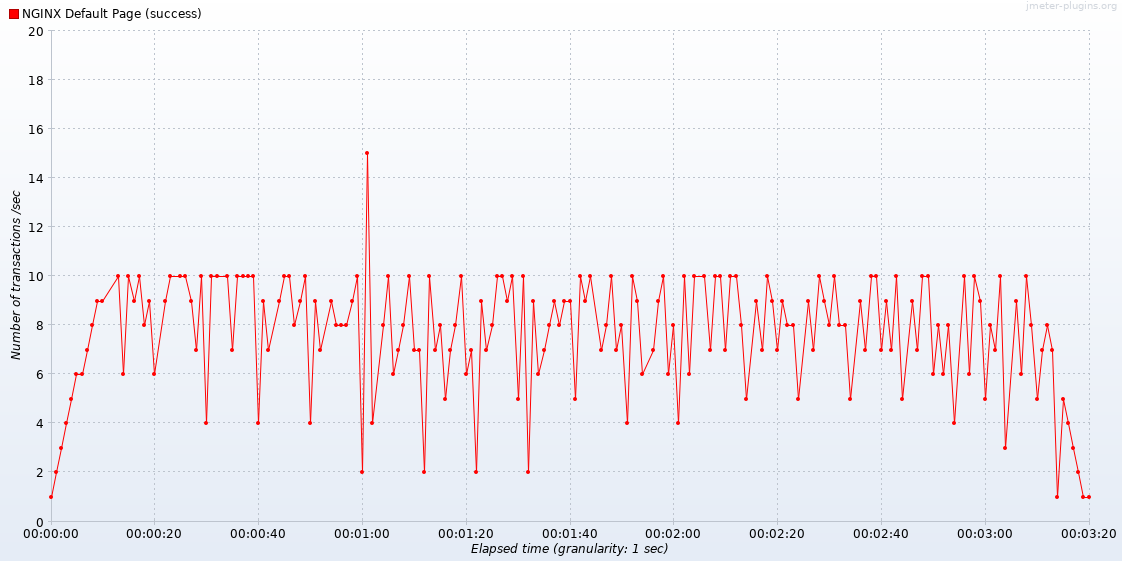 NGINX Default Page (success)
jmeter-plugins.org
20
18
16
14
12
10
8
6
4
2
0
Number of transactions /sec
00:00:00 00:00:20 00:00:40 00:01:00 00:01:20 00:01:40 00:02:00 00:02:20 00:02:40 00:03:00 00:03:20
Elapsed time (granularity: 1 sec)